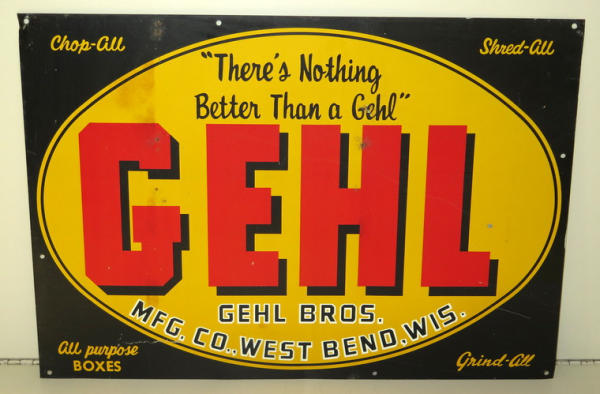 Chop-All
Shred-All
"There's Nothing
Better Than a Gehl"
GEHL
GEHL BROS.
MFG. CO., WEST BEND, WIS.
All purpose
BOXES
Grind-All